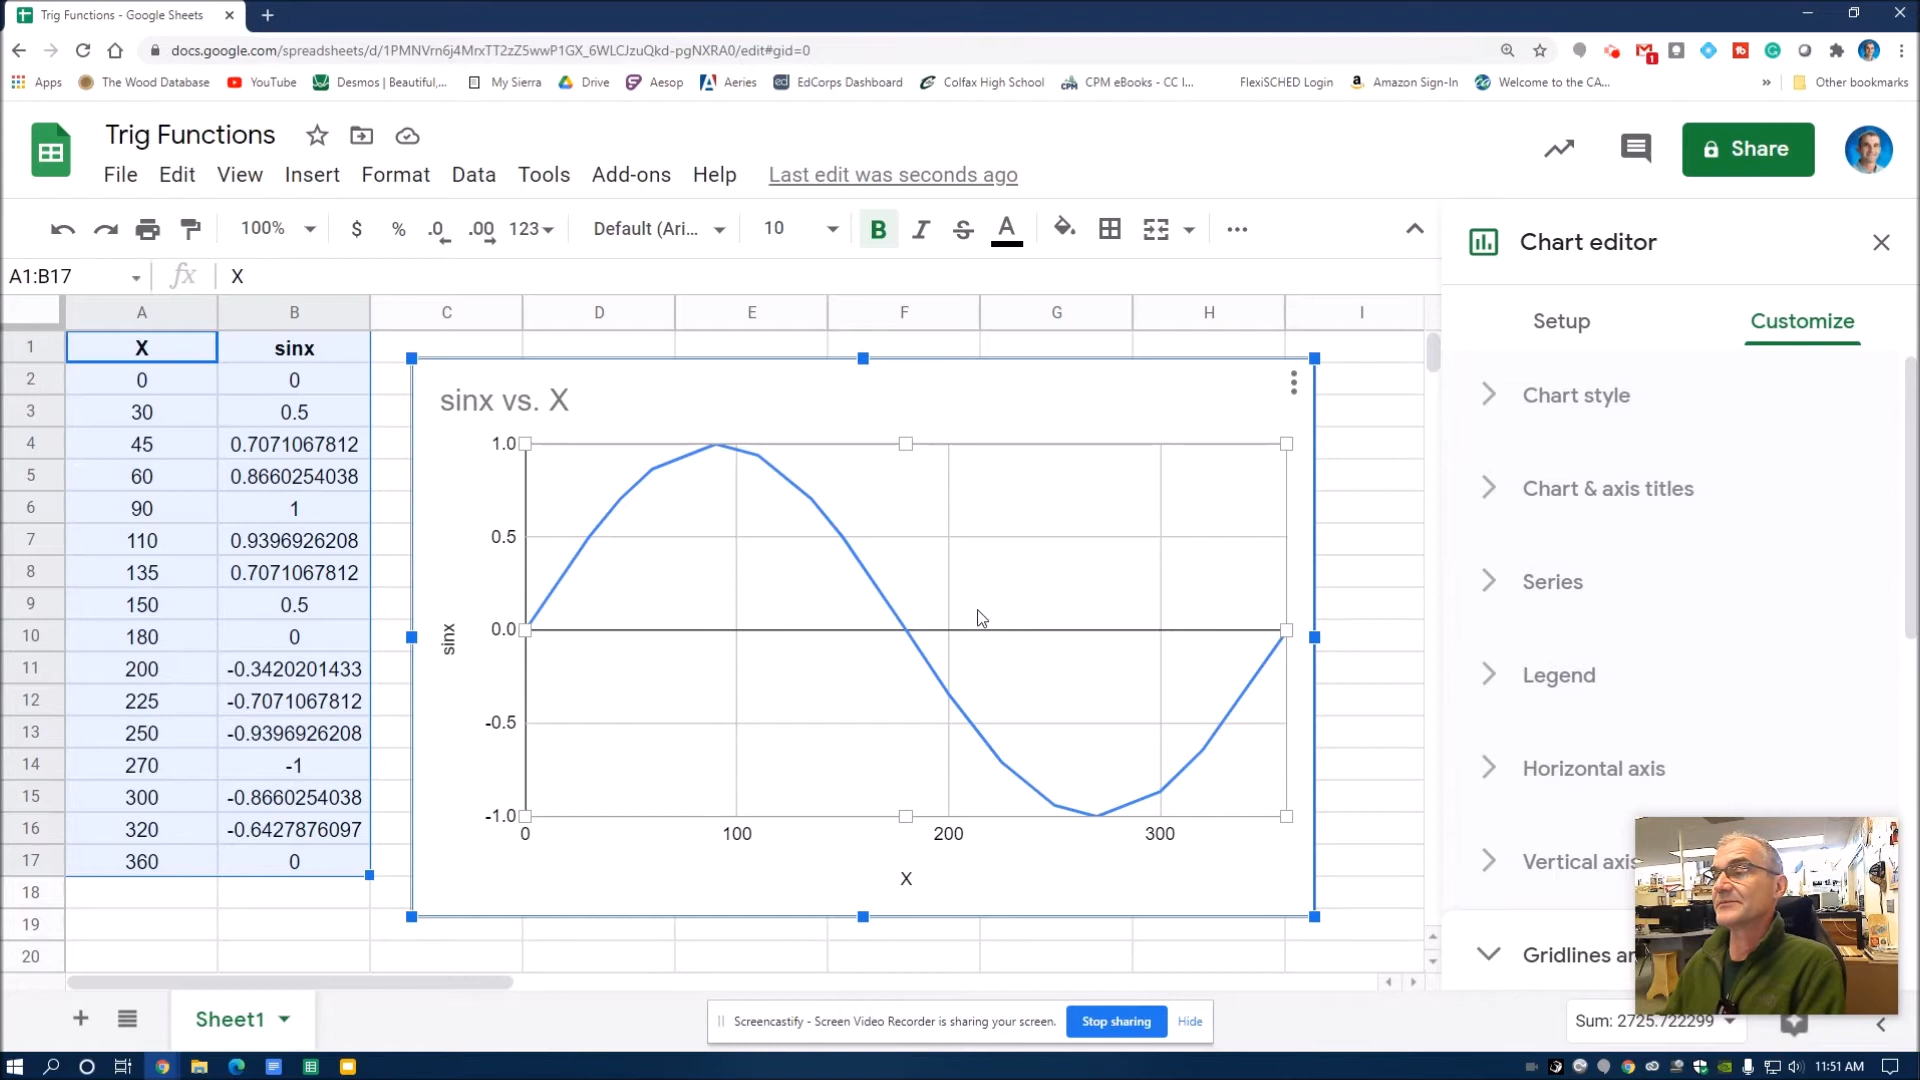 Trig Functions - Google Sheets
docs.google.com/spreadsheets/d/1PMNVrn6j4MrxTT2zZ5wwP1GX_6WLCJzuQkd-pgNXRA0/edit#gid=0
Apps The Wood Database YouTube Desmos | Beautiful,... My Sierra Drive Aesop Aeries EdCorps Dashboard Colfax High School CPM eBooks - CC I... FlexiSCHED Login Amazon Sign-In Welcome to the CA... » Other bookmarks
Trig Functions
Share
File Edit View Insert Format Data Tools Add-ons Help Last edit was seconds ago
100% $ % .0 .00 123 Default (Ari... 10 B I S A
Chart editor
A1:B17 fx X
A B C D E F G H I
Setup Customize
1 X sinx
2 0 0
3 30 0.5
4 45 0.7071067812
5 60 0.8660254038
6 90 1
7 110 0.9396926208
8 135 0.7071067812
9 150 0.5
10 180 0
11 200 -0.3420201433
12 225 -0.7071067812
13 250 -0.9396926208
14 270 -1
15 300 -0.8660254038
16 320 -0.6427876097
17 360 0
18
19
20
sinx vs. X
1.0
0.5
0.0
-0.5
-1.0
sinx
0 100 200 300
X
Chart style
Chart & axis titles
Series
Legend
Horizontal axis
Vertical axis
Gridlines an
Sheet1
Screencastify - Screen Video Recorder is sharing your screen. Stop sharing Hide
Sum: 2725.722299
11:51 AM